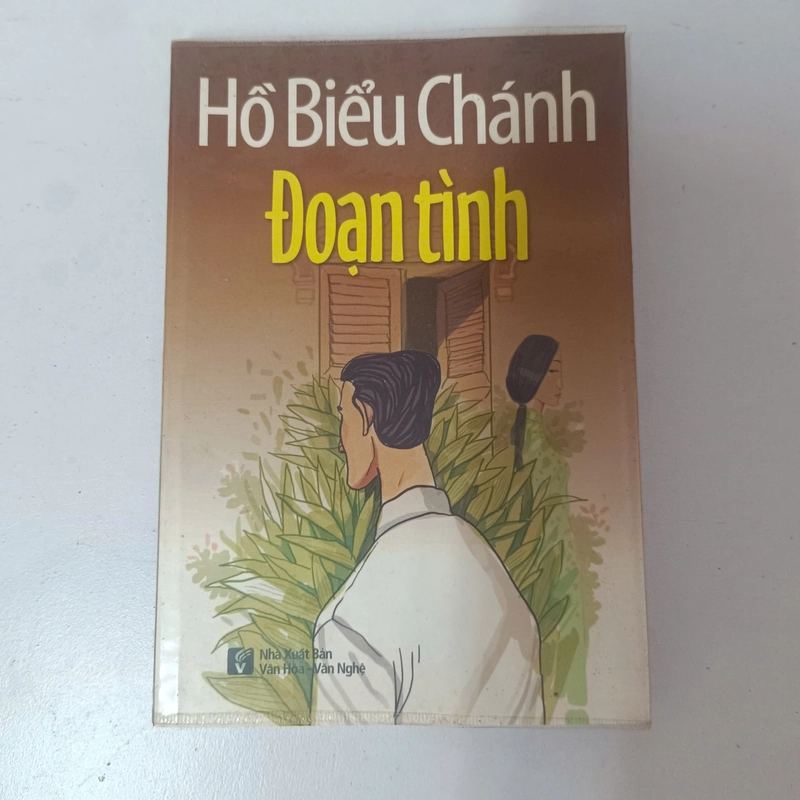 Hồ Biểu Chánh
Đoạn tình
Nhà Xuất Bản
Văn Hóa - Văn Nghệ